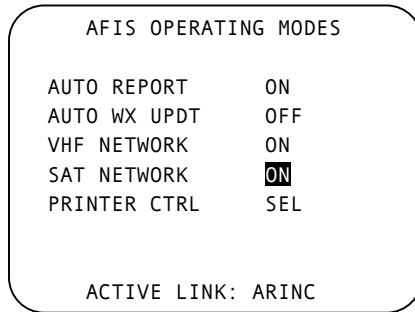 AFIS OPERATING MODES
AUTO REPORT ON
AUTO WX UPDT OFF
VHF NETWORK ON
SAT NETWORK ON
PRINTER CTRL SEL
ACTIVE LINK: ARINC